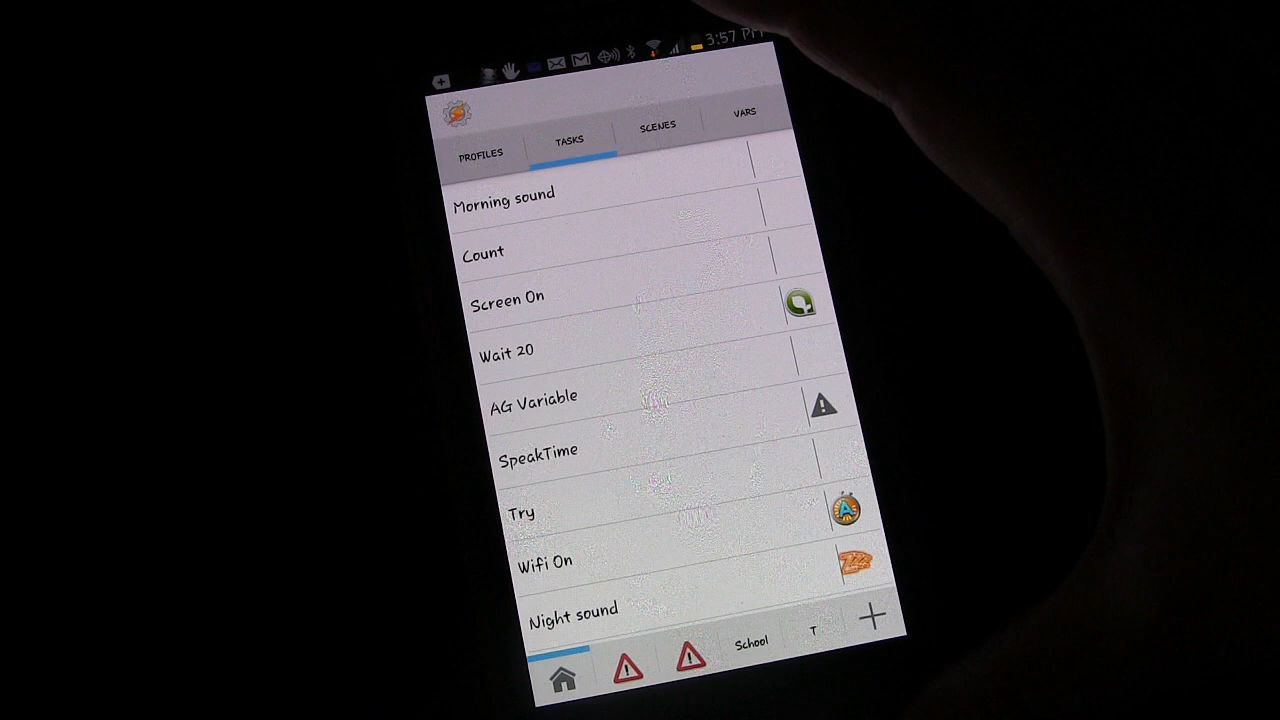 3:57 PM
PROFILES
TASKS
SCENES
VARS
Morning sound
Count
Screen On
Wait 20
AG Variable
SpeakTime
Try
Wifi On
Night sound
School
T